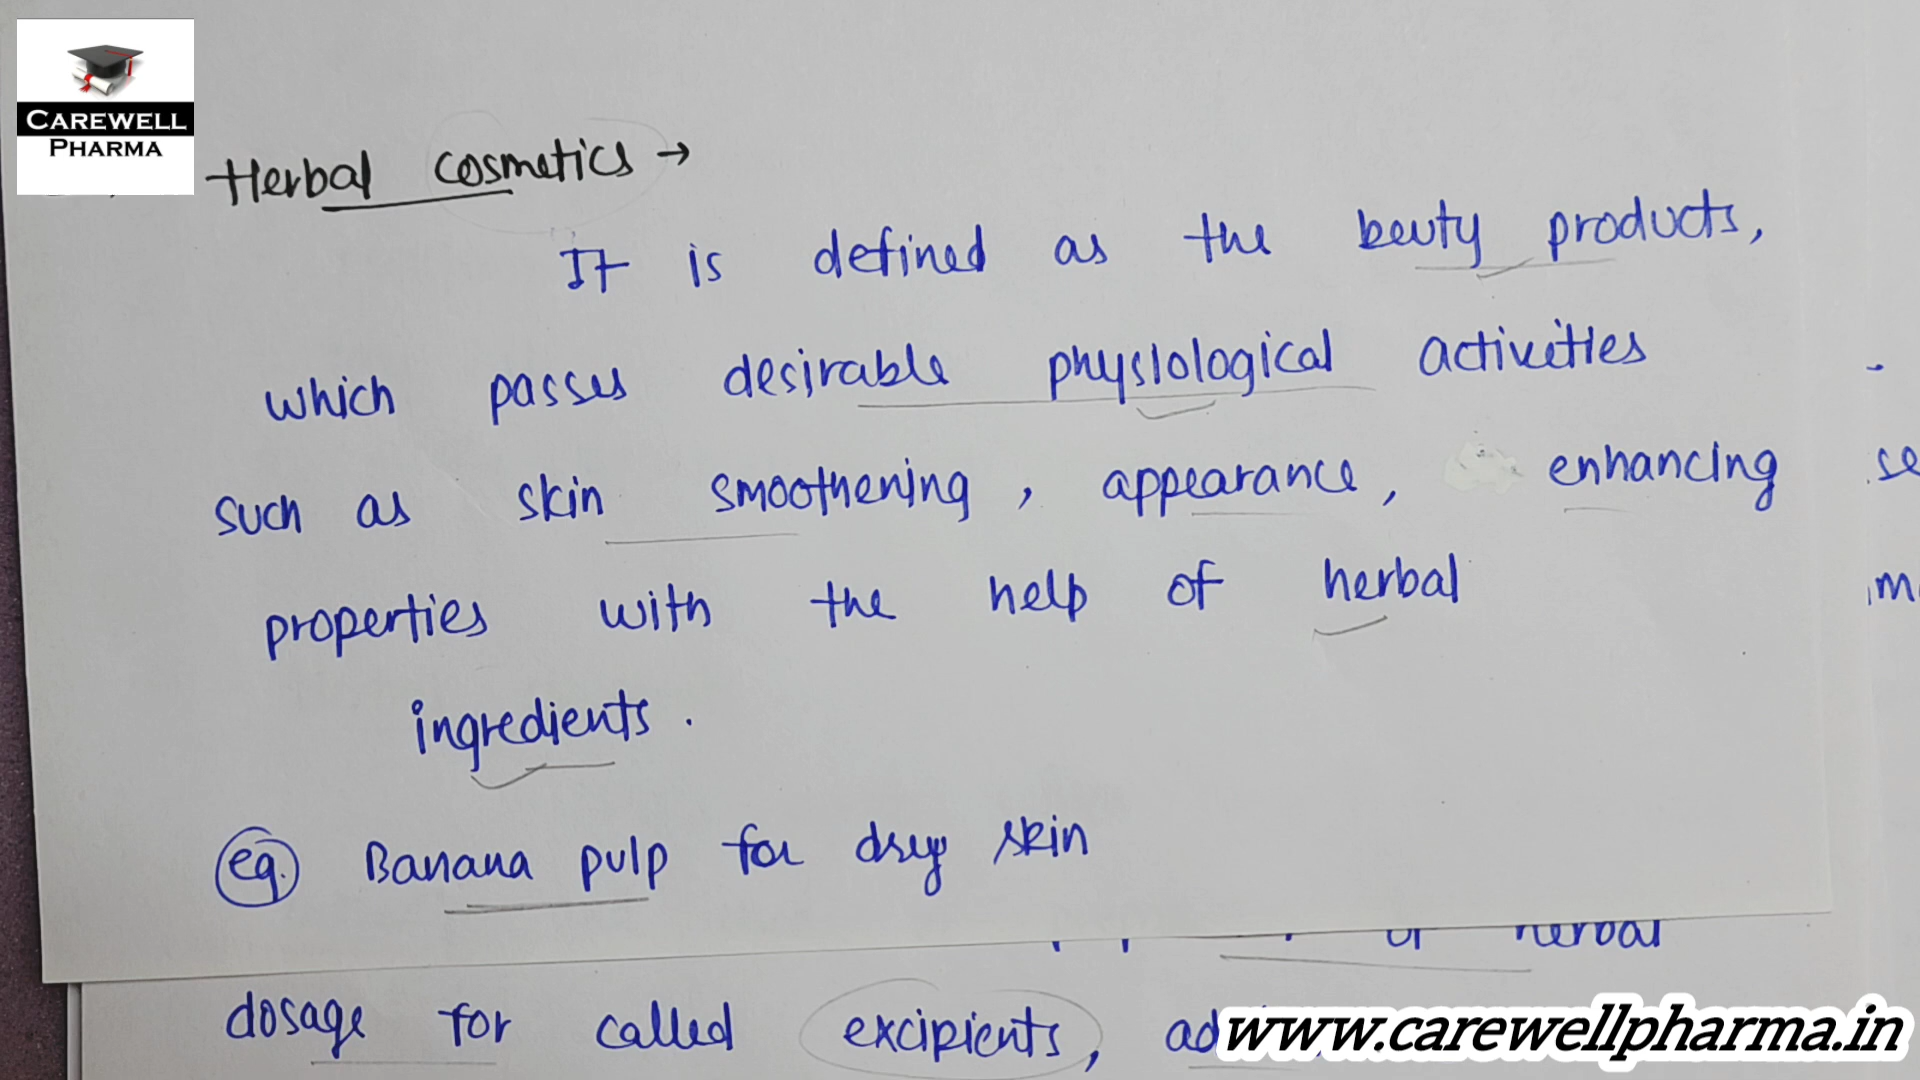 CAREWELL
PHARMA
Herbal cosmetics →
It is defined as the beuty products,
which passes desirable physiological activities
such as skin smoothening, appearance, enhancing
properties with the help of herbal
ingredients.
eg. Banana pulp for dry skin
of herbal
dosage for called excipients,
www.carewellpharma.in